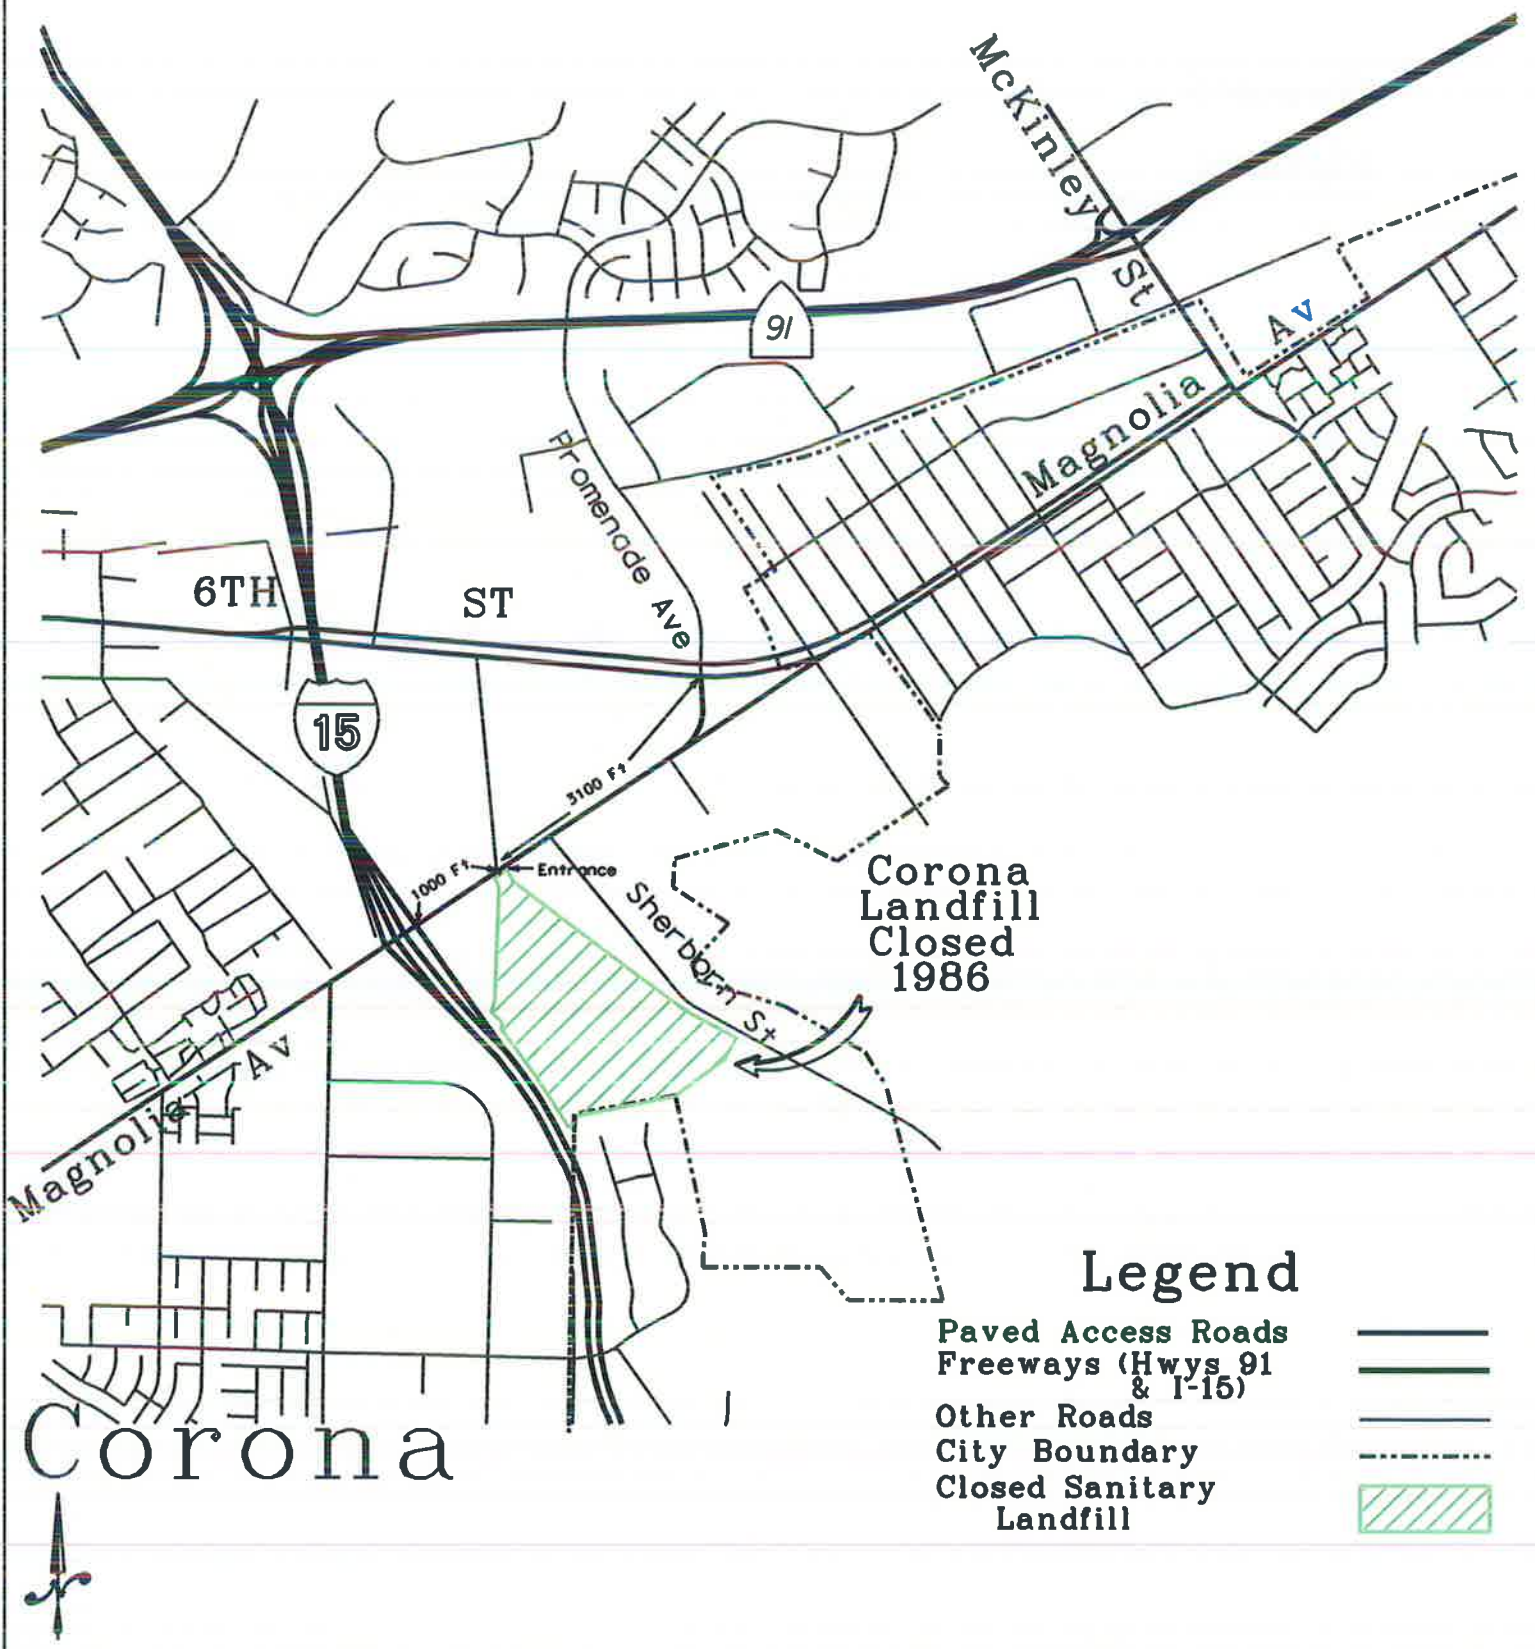 McKinley St
91
Magnolia Av
Promenade Ave
6TH ST
15
3100 Ft
1000 Ft
Entrance
Sherborn St
Corona
Landfill
Closed
1986
Magnolia Av
Legend
Paved Access Roads
Freeways (Hwys 91
& I-15)
Other Roads
City Boundary
Closed Sanitary
Landfill
Corona
N